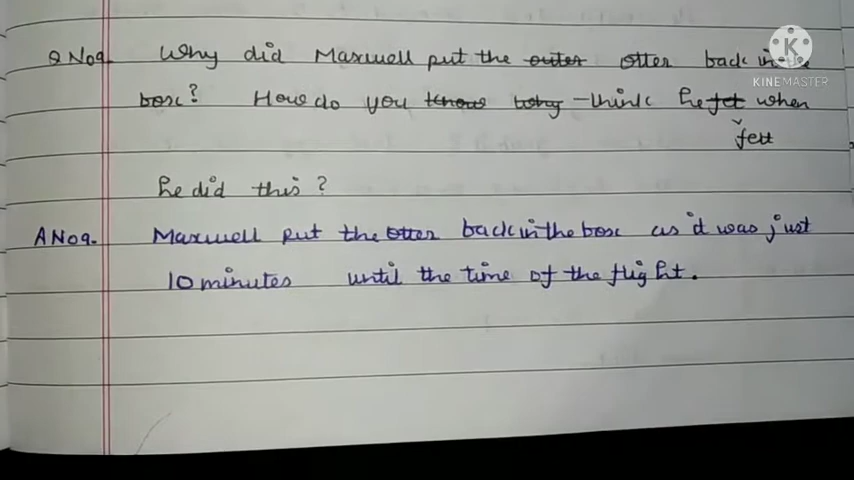 Q No9. Why did Maxwell put the outer otter back in the
box? How do you know why think he fet when
felt
he did this?
A No9. Maxwell put the otter back in the box as it was just
10 minutes until the time of the flight.
K
KINEMASTER